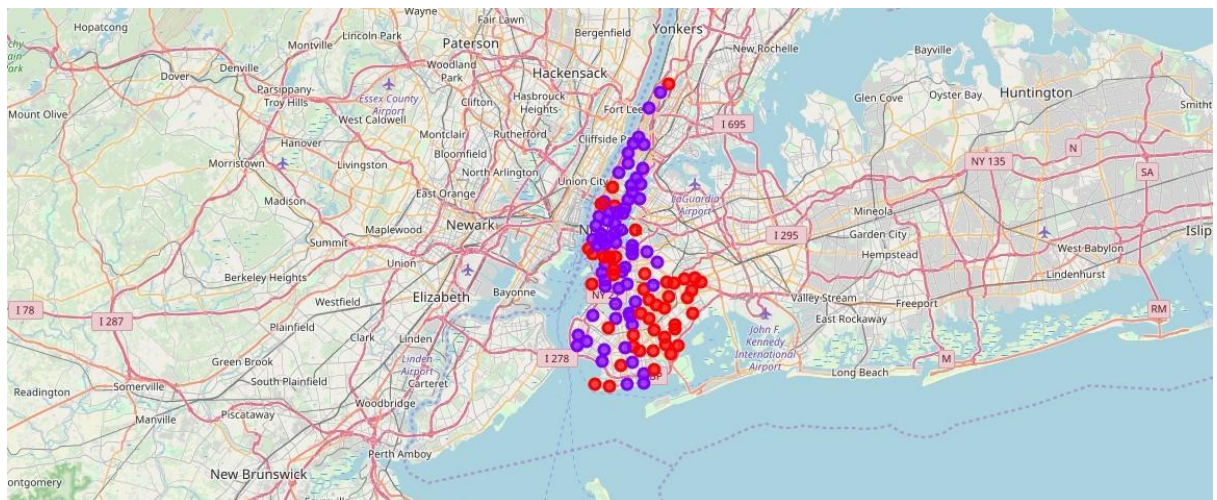 Hopatcong
Wayne
Fair Lawn
Bergenfield
Yonkers
Montville
Lincoln Park
Paterson
New Rochelle
Bayville
Denville
Dover
Parsippany-
Troy Hills
Woodland
Park
Hackensack
Glen Cove
Oyster Bay
Huntington
Essex County
Airport
Clifton
Hasbrouck
Heights
Fort Lee
Mount Olive
West Caldwell
I 695
Hanover
Montclair
Rutherford
Cliffside
Morristown
Livingston
Bloomfield
North Arlington
NY 135
N
East Orange
Union City
LaGuardia
Airport
SA
Madison
Mineola
Summit
Maplewood
Newark
I 295
Garden City
West Babylon
Islip
Union
Hempstead
Berkeley Heights
Lindenhurst
Elizabeth
Bayonne
NY
Valley Stream
Freeport
I 78
I 287
Westfield
East Rockaway
RM
Plainfield
Clark
Linden
John F.
Kennedy
International
Airport
Green Brook
Linden
Airport
I 278
Long Beach
M
Readington
Somerville
South Plainfield
Carteret
Manville
Piscataway
Woodbridge
Perth Amboy
New Brunswick